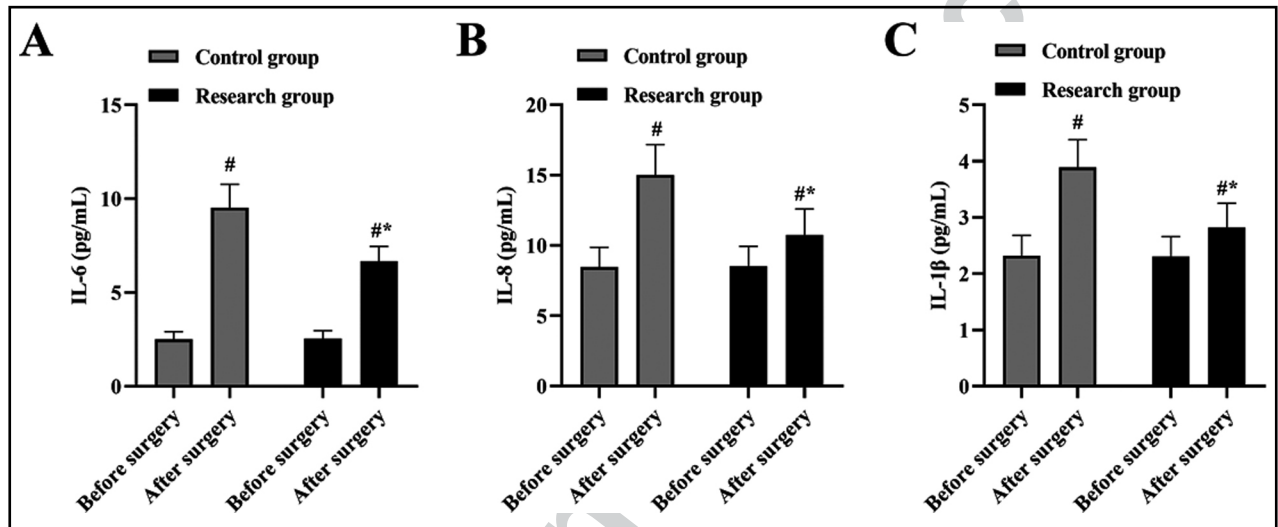 A
Control group
Research group
IL-6 (pg/mL)
15
10
5
0
#
#*
Before surgery
After surgery
Before surgery
After surgery
B
Control group
Research group
IL-8 (pg/mL)
20
15
10
5
0
#
#*
Before surgery
After surgery
Before surgery
After surgery
C
Control group
Research group
IL-1β (pg/mL)
5
4
3
2
1
0
#
#*
Before surgery
After surgery
Before surgery
After surgery